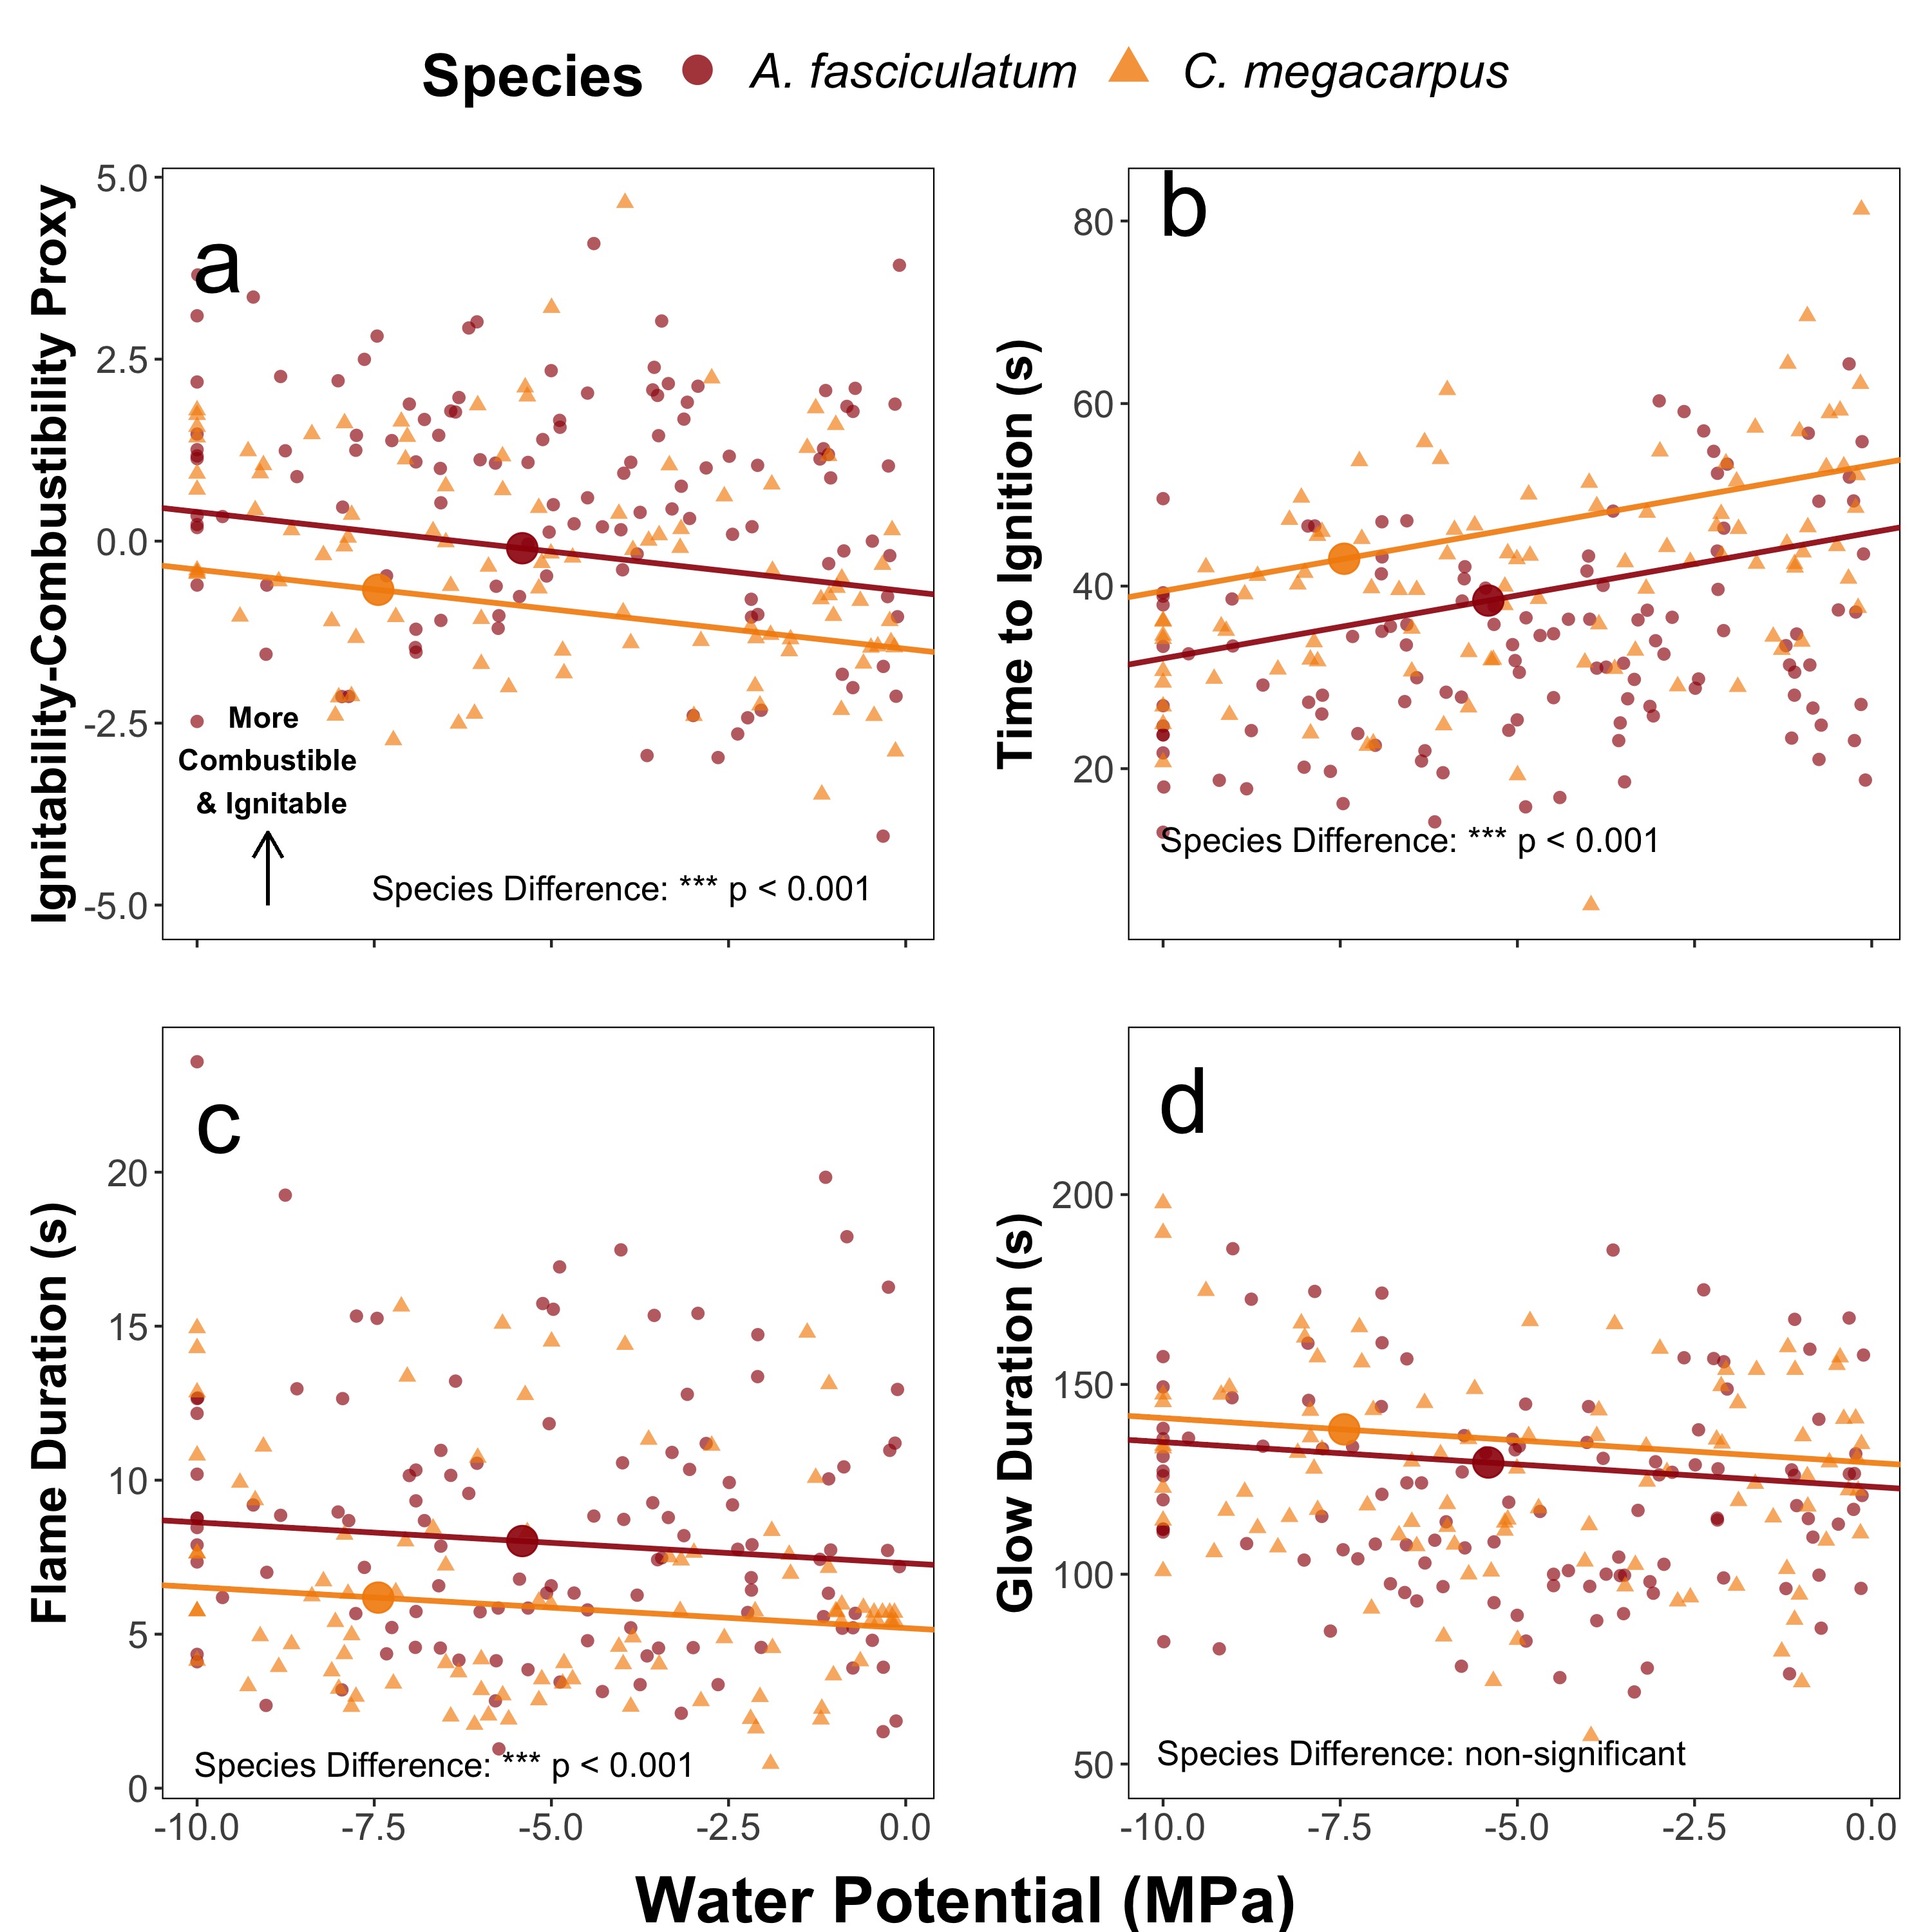 Species A. fasciculatum C. megacarpus
Ignitability-Combustibility Proxy
5.0
2.5
0.0
-2.5
-5.0
a
More
Combustible
& Ignitable
Species Difference: *** p < 0.001
Time to Ignition (s)
80
60
40
20
b
Species Difference: *** p < 0.001
Flame Duration (s)
20
15
10
5
0
c
Species Difference: *** p < 0.001
-10.0 -7.5 -5.0 -2.5 0.0
Glow Duration (s)
200
150
100
50
d
Species Difference: non-significant
-10.0 -7.5 -5.0 -2.5 0.0
Water Potential (MPa)